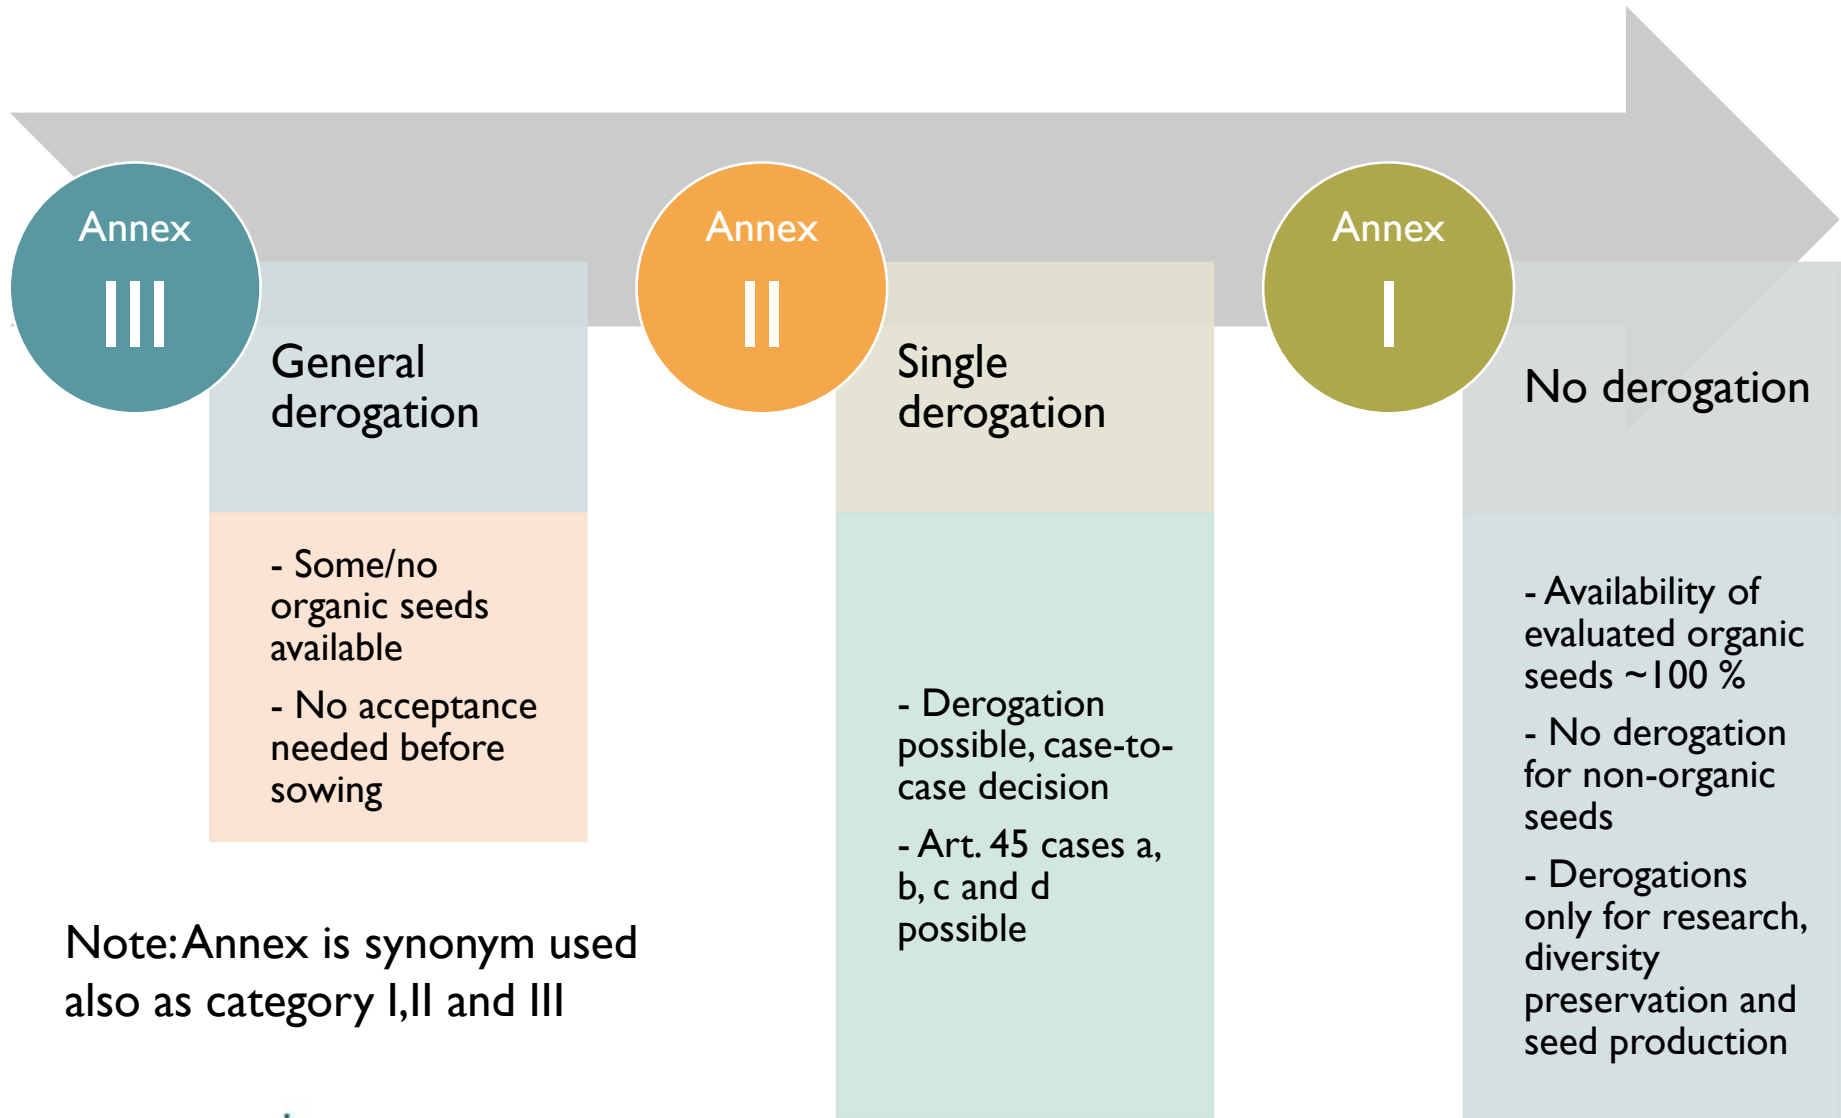 Annex
III
General
derogation
- Some/no
organic seeds
available
- No acceptance
needed before
sowing
Annex
II
Single
derogation
- Derogation
possible, case-to-
case decision
- Art. 45 cases a,
b, c and d
possible
Annex
I
No derogation
- Availability of
evaluated organic
seeds ~100 %
- No derogation
for non-organic
seeds
- Derogations
only for research,
diversity
preservation and
seed production
Note: Annex is synonym used
also as category I,II and III